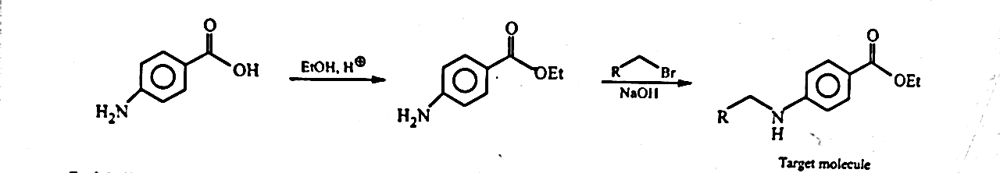 O
OH
H₂N
EtOH, H⊕
O
OEt
H₂N
R Br
NaOH
O
OEt
R N
H
Target molecule